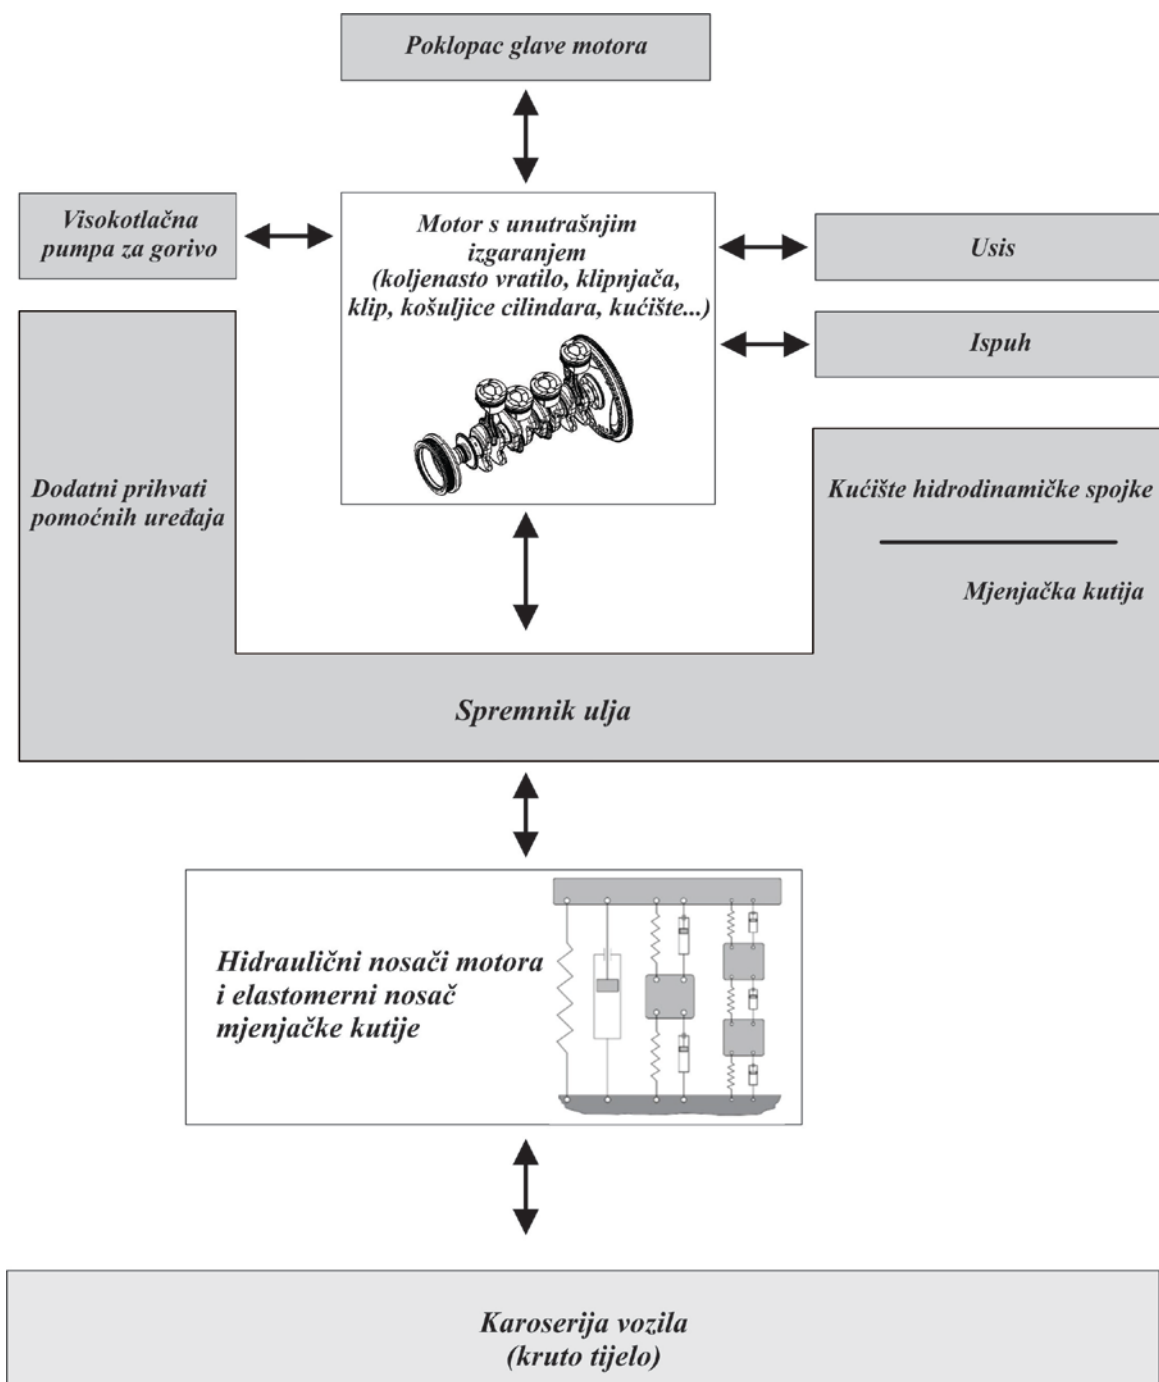 Poklopac glave motora
Visokotlačna
pumpa za gorivo
Motor s unutrašnjim
izgaranjem
(koljenasto vratilo, klipnjača,
klip, košuljice cilindara, kućište...)
Usis
Ispuh
Dodatni prihvati
pomoćnih uređaja
Kućište hidrodinamičke spojke
Mjenjačka kutija
Spremnik ulja
Hidraulični nosači motora
i elastomerni nosač
mjenjačke kutije
Karoserija vozila
(kruto tijelo)